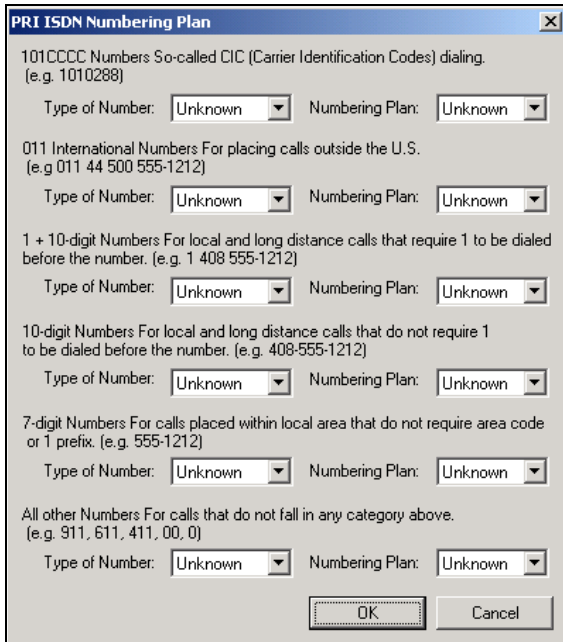 PRI ISDN Numbering Plan
101CCCC Numbers So-called CIC (Carrier Identification Codes) dialing.
(e.g. 1010288)
Type of Number: Unknown Numbering Plan: Unknown
011 International Numbers For placing calls outside the U.S.
(e.g 011 44 500 555-1212)
Type of Number: Unknown Numbering Plan: Unknown
1 + 10-digit Numbers For local and long distance calls that require 1 to be dialed
before the number. (e.g. 1 408 555-1212)
Type of Number: Unknown Numbering Plan: Unknown
10-digit Numbers For local and long distance calls that do not require 1
to be dialed before the number. (e.g. 408-555-1212)
Type of Number: Unknown Numbering Plan: Unknown
7-digit Numbers For calls placed within local area that do not require area code
or 1 prefix. (e.g. 555-1212)
Type of Number: Unknown Numbering Plan: Unknown
All other Numbers For calls that do not fall in any category above.
(e.g. 911, 611, 411, 00, 0)
Type of Number: Unknown Numbering Plan: Unknown
OK Cancel